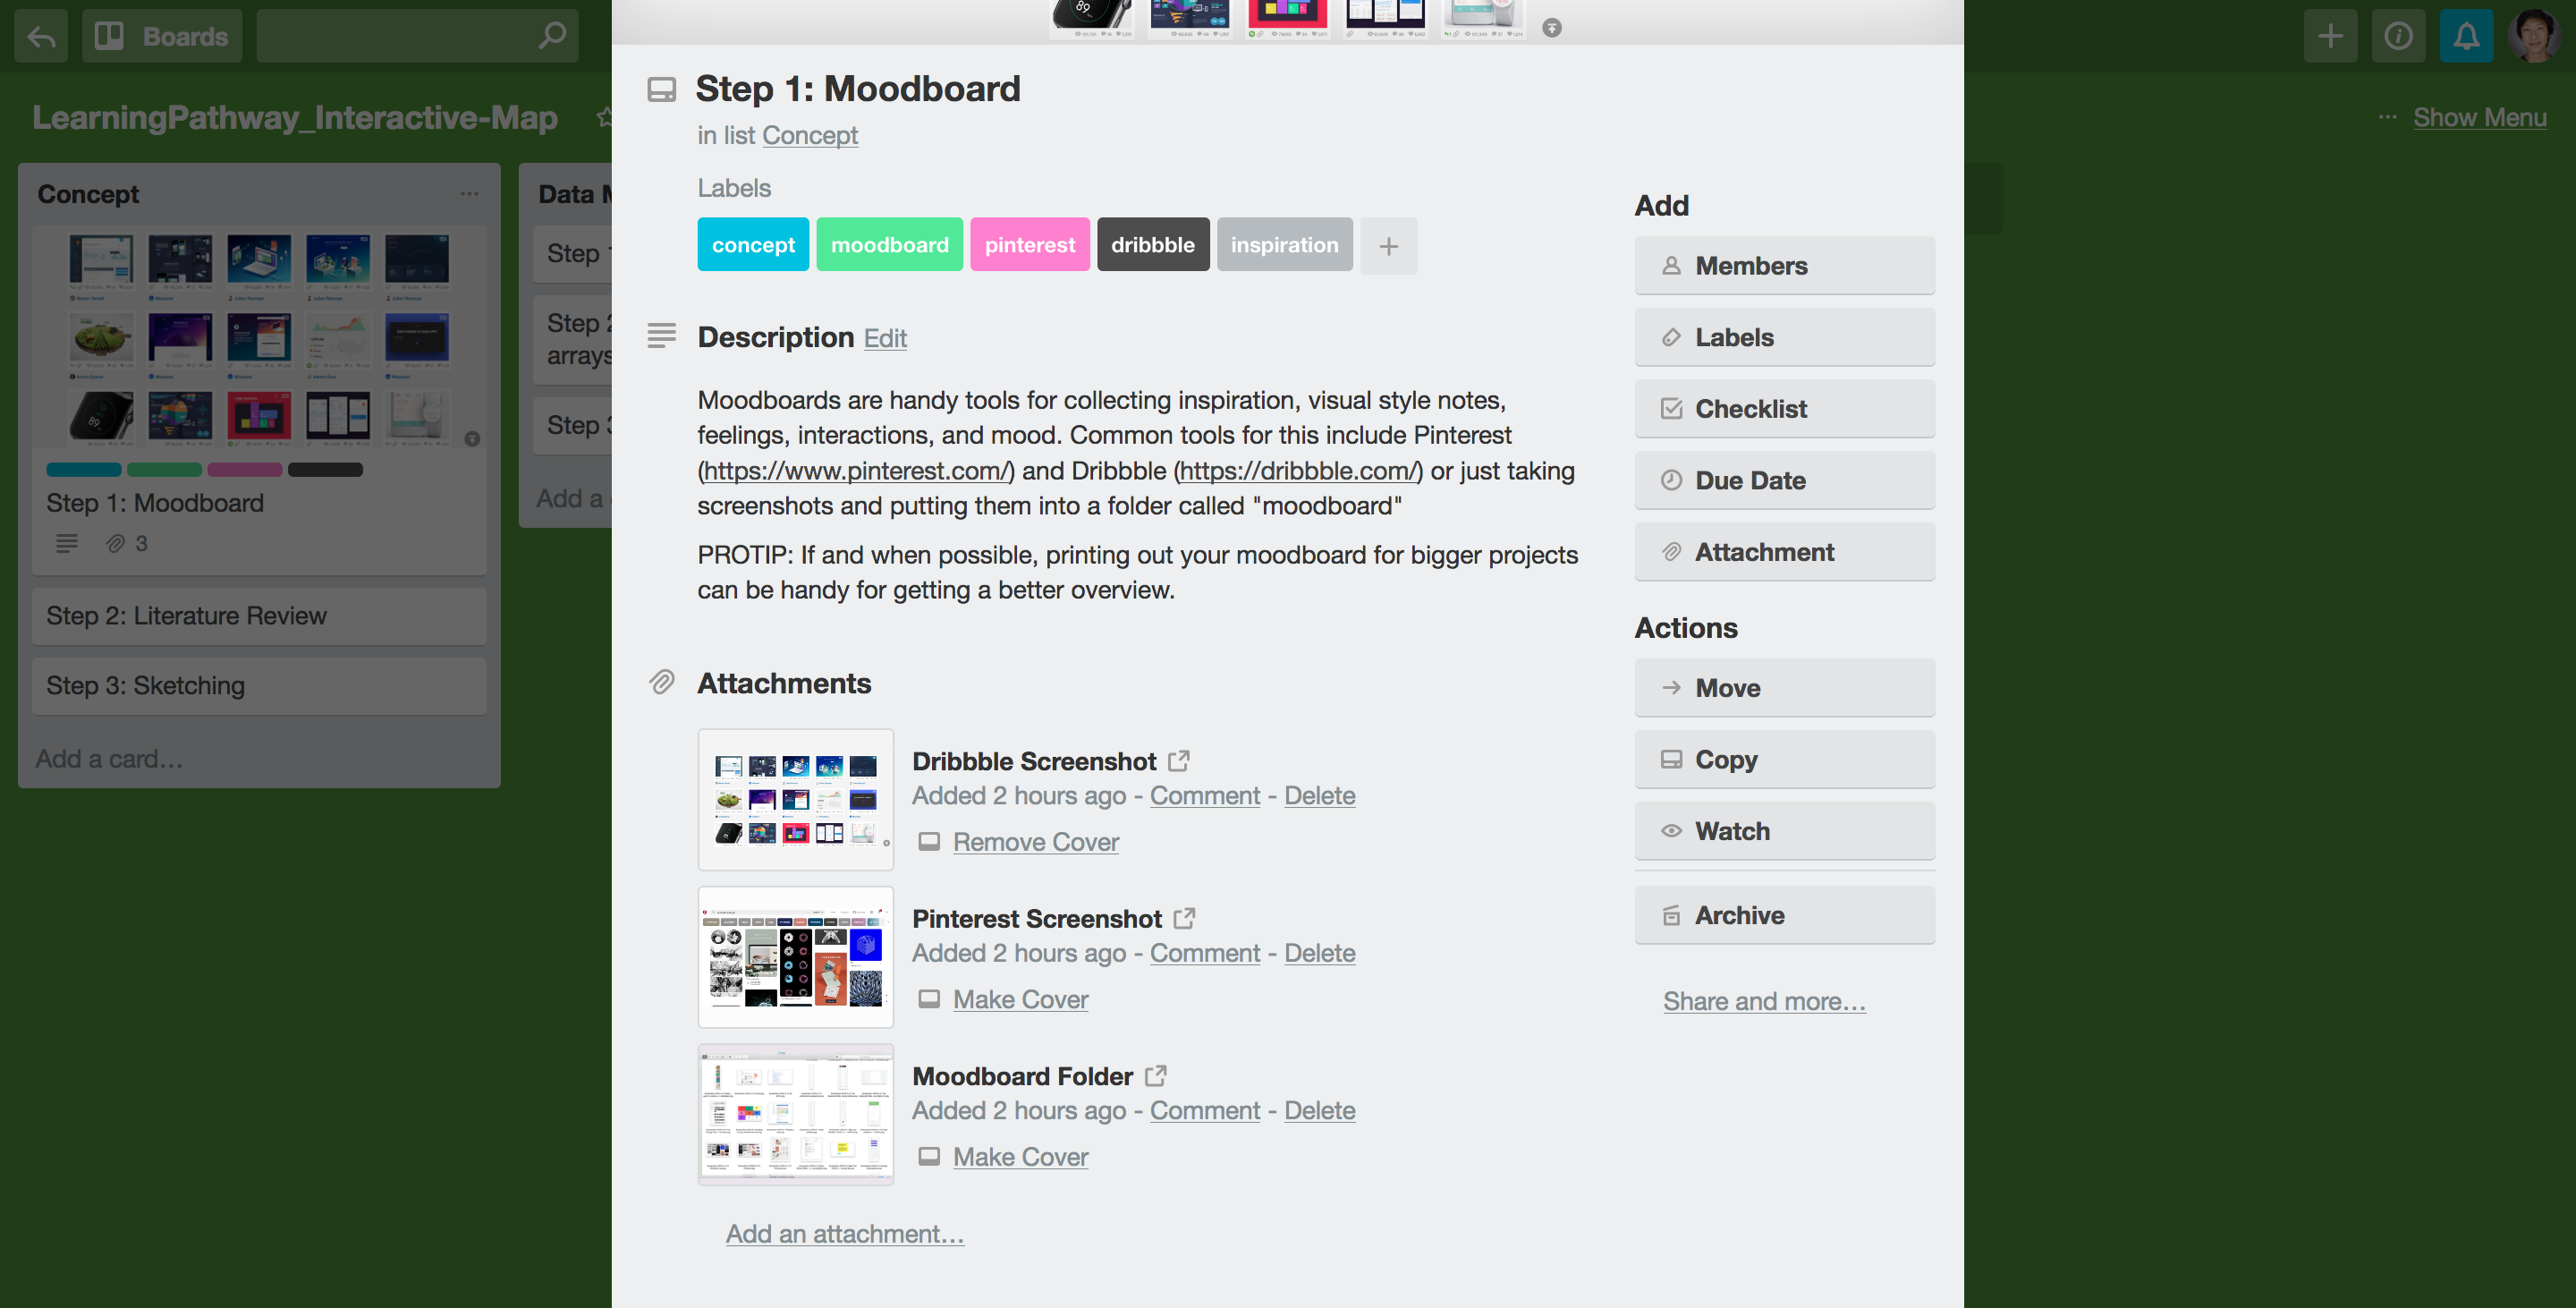 Boards
LearningPathway_Interactive-Map
Show Menu
Concept
Step 1: Moodboard
3
Step 2: Literature Review
Step 3: Sketching
Add a card…
Data
Step
Step 2
arrays
Step
Add a
Step 1: Moodboard
in list Concept
Labels
concept moodboard pinterest dribbble inspiration
Description Edit
Moodboards are handy tools for collecting inspiration, visual style notes,
feelings, interactions, and mood. Common tools for this include Pinterest
(https://www.pinterest.com/) and Dribbble (https://dribbble.com/) or just taking
screenshots and putting them into a folder called "moodboard"
PROTIP: If and when possible, printing out your moodboard for bigger projects
can be handy for getting a better overview.
Attachments
Dribbble Screenshot
Added 2 hours ago - Comment - Delete
Remove Cover
Pinterest Screenshot
Added 2 hours ago - Comment - Delete
Make Cover
Moodboard Folder
Added 2 hours ago - Comment - Delete
Make Cover
Add an attachment…
Add
Members
Labels
Checklist
Due Date
Attachment
Actions
Move
Copy
Watch
Archive
Share and more…